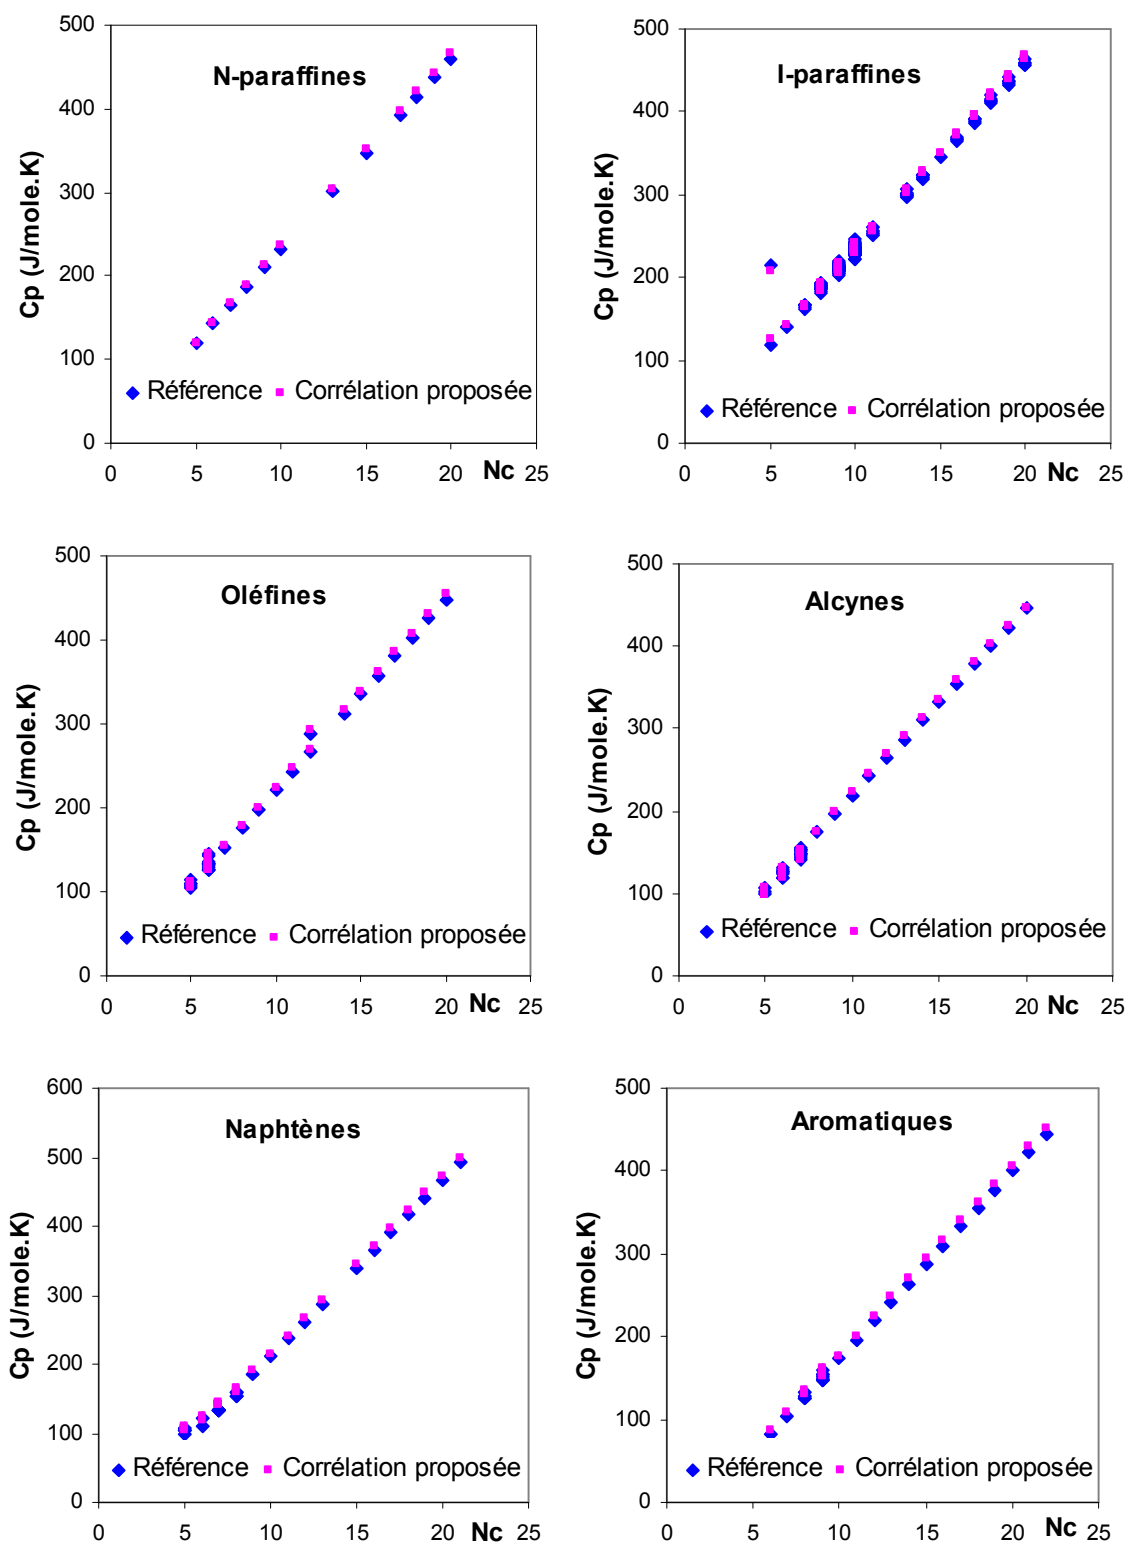 N-paraffines
Cp (J/mole.K)
500
400
300
200
100
0
Référence Corrélation proposée
0 5 10 15 20 Nc 25
I-paraffines
Cp (J/mole.K)
500
400
300
200
100
0
Référence Corrélation proposée
0 5 10 15 20 Nc 25
Oléfines
Cp (J/mole.K)
500
400
300
200
100
0
Référence Corrélation proposée
0 5 10 15 20 Nc 25
Alcynes
Cp (J/mole.K)
500
400
300
200
100
0
Référence Corrélation proposée
0 5 10 15 20 Nc 25
Naphtènes
Cp (J/mole.K)
600
500
400
300
200
100
0
Référence Corrélation proposée
0 5 10 15 20 Nc 25
Aromatiques
Cp (J/mole.K)
500
400
300
200
100
0
Référence Corrélation proposée
0 5 10 15 20 Nc 25